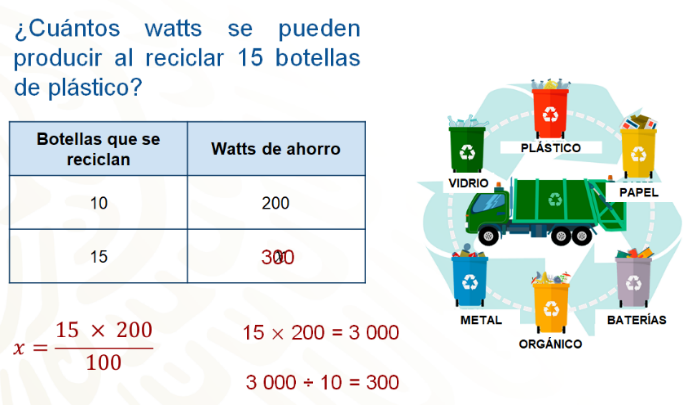 ¿Cuántos watts se pueden
producir al reciclar 15 botellas
de plástico?
Botellas que se
reciclan
Watts de ahorro
10
200
15
300
x = 15 × 200
100
15 × 200 = 3 000
3 000 ÷ 10 = 300
PLÁSTICO
VIDRIO
PAPEL
METAL
BATERÍAS
ORGÁNICO